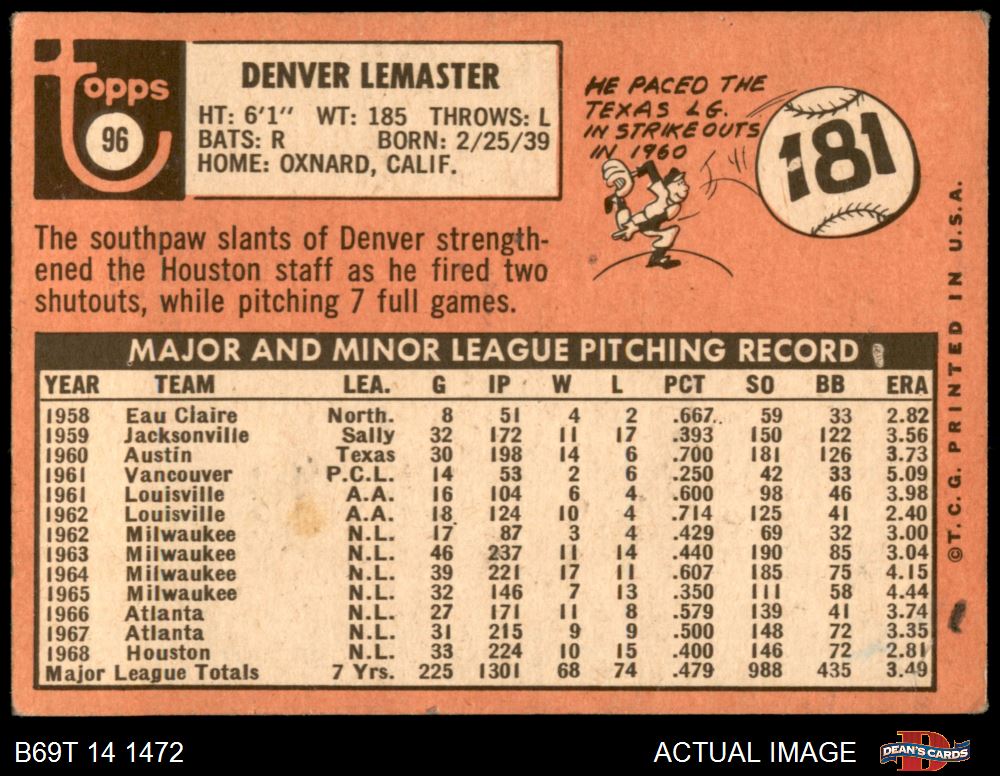 topps
96
DENVER LEMASTER
HT: 6'1" WT: 185 THROWS: L
BATS: R BORN: 2/25/39
HOME: OXNARD, CALIF.
HE PACED THE
TEXAS LG.
IN STRIKEOUTS
IN 1960
181
The southpaw slants of Denver strength-
ened the Houston staff as he fired two
shutouts, while pitching 7 full games.
MAJOR AND MINOR LEAGUE PITCHING RECORD
YEAR TEAM LEA. G IP W L PCT SO BB ERA
1958 Eau Claire North. 8 51 4 2 .667 59 33 2.82
1959 Jacksonville Sally 32 172 11 17 .393 150 122 3.56
1960 Austin Texas 30 198 14 6 .700 181 126 3.73
1961 Vancouver P.C.L. 14 53 2 6 .250 42 33 5.09
1961 Louisville A.A. 16 104 6 4 .600 98 46 3.98
1962 Louisville A.A. 18 124 10 4 .714 125 41 2.40
1962 Milwaukee N.L. 17 87 3 4 .429 69 32 3.00
1963 Milwaukee N.L. 46 237 11 14 .440 190 85 3.04
1964 Milwaukee N.L. 39 221 17 11 .607 185 75 4.15
1965 Milwaukee N.L. 32 146 7 13 .350 111 58 4.44
1966 Atlanta N.L. 27 171 11 8 .579 139 41 3.74
1967 Atlanta N.L. 31 215 9 9 .500 148 72 3.35
1968 Houston N.L. 33 224 10 15 .400 146 72 2.81
Major League Totals 7 Yrs. 225 1301 68 74 .479 988 435 3.49
©T.C.G. PRINTED IN U.S.A.
B69T 14 1472
ACTUAL IMAGE
DEAN'S CARDS